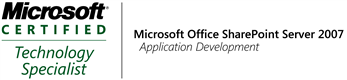 Microsoft®
CERTIFIED
Technology
Specialist
Microsoft Office SharePoint Server 2007
Application Development